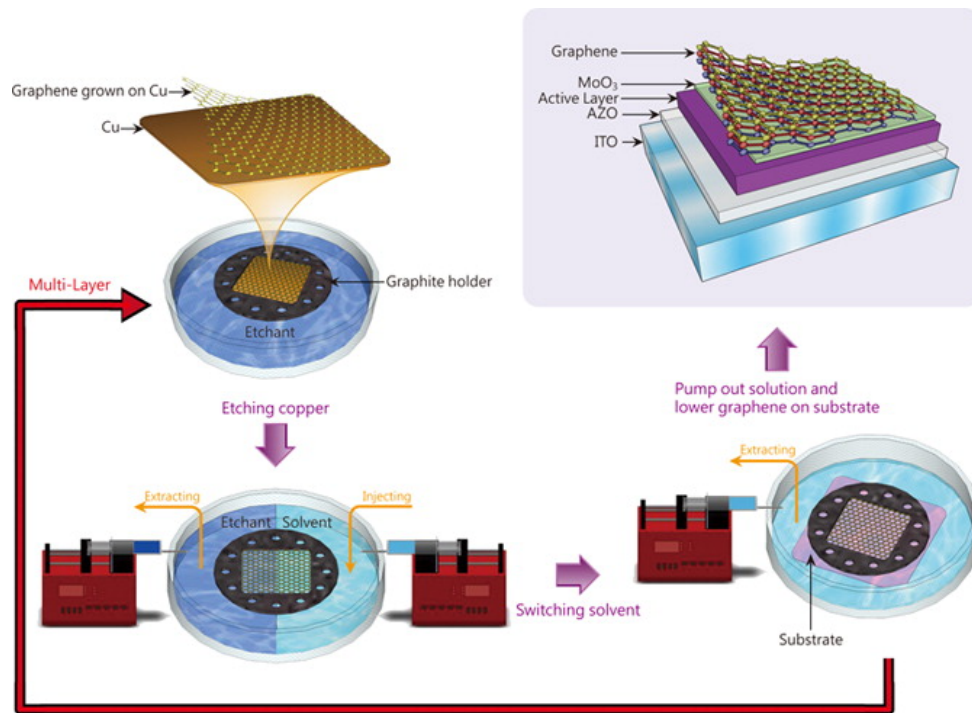 Graphene grown on Cu
Cu
Graphite holder
Etchant
Multi-Layer
Etching copper
Extracting
Injecting
Etchant
Solvent
Switching solvent
Extracting
Substrate
Pump out solution and
lower graphene on substrate
Graphene
MoO₃
Active Layer
AZO
ITO